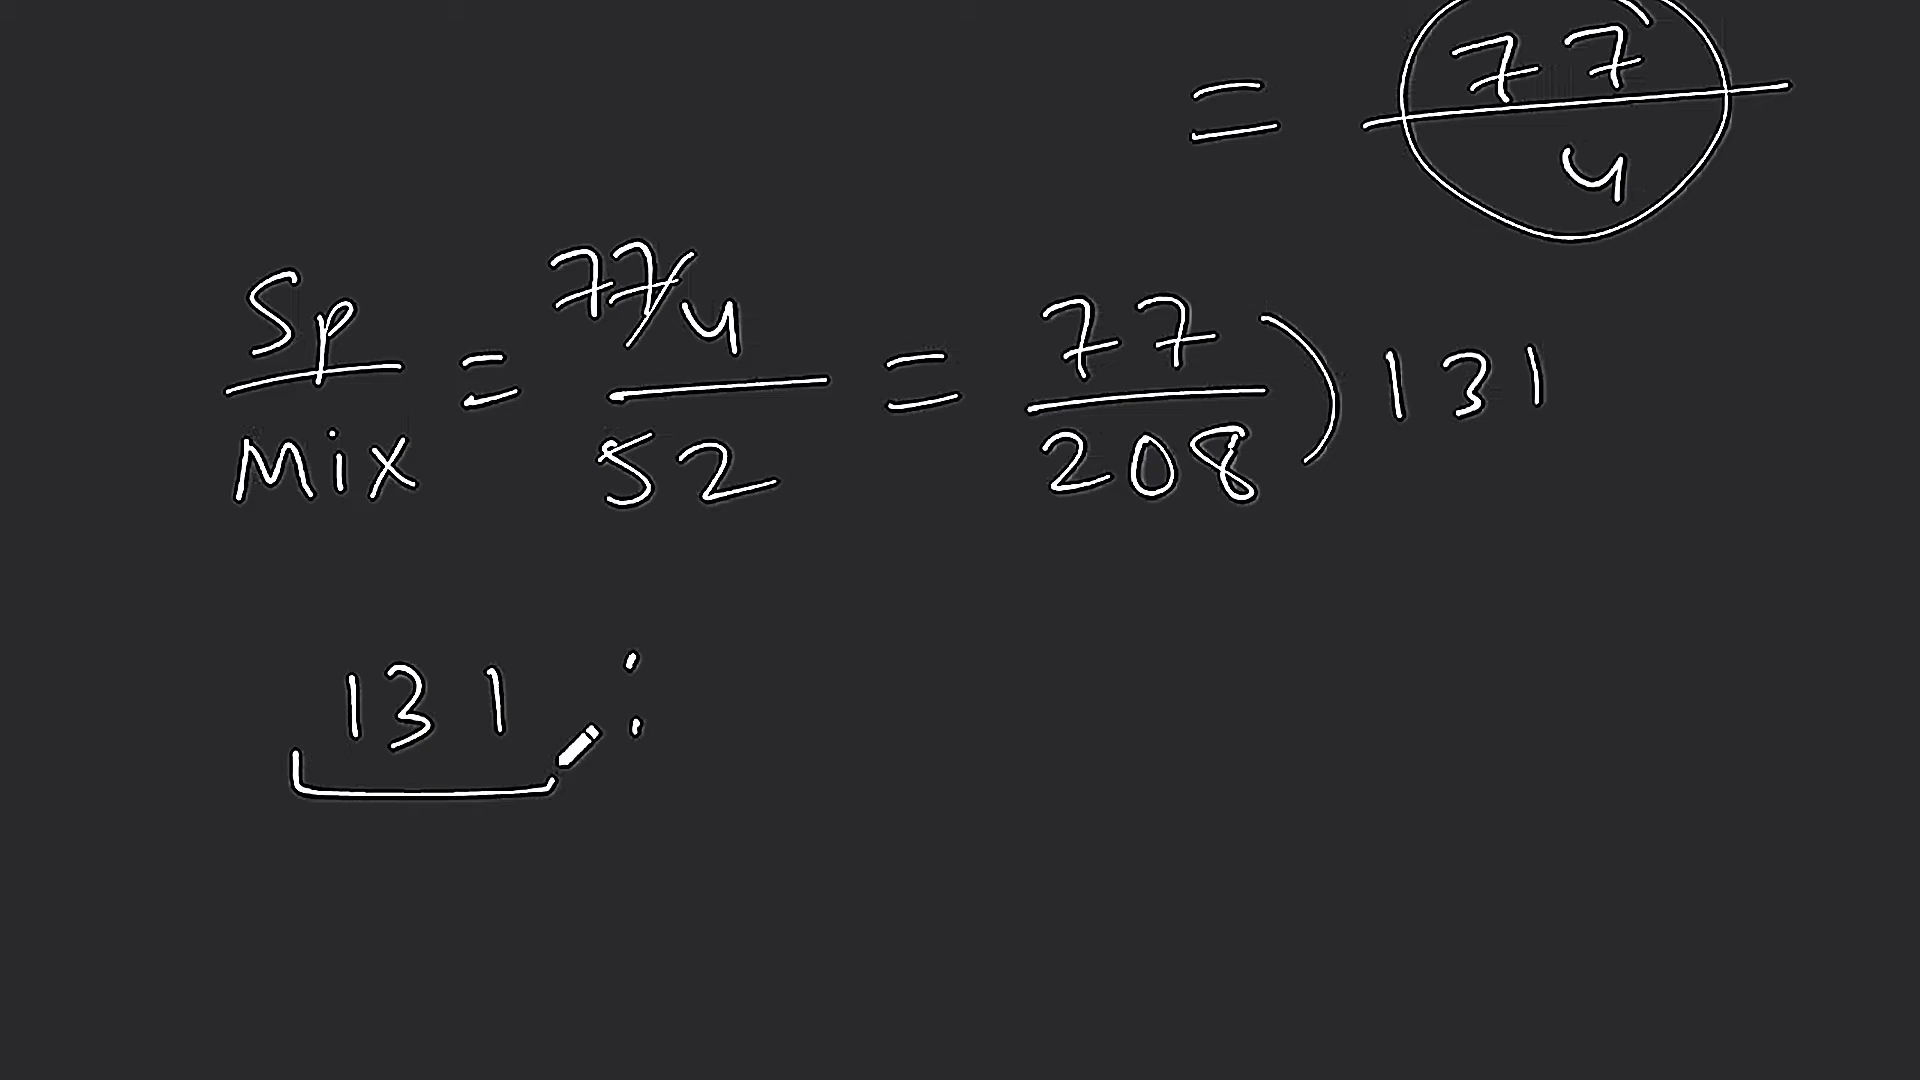 = 77/4
Sp/Mix = 77/4/52 = 77/208 ) 131
131 :